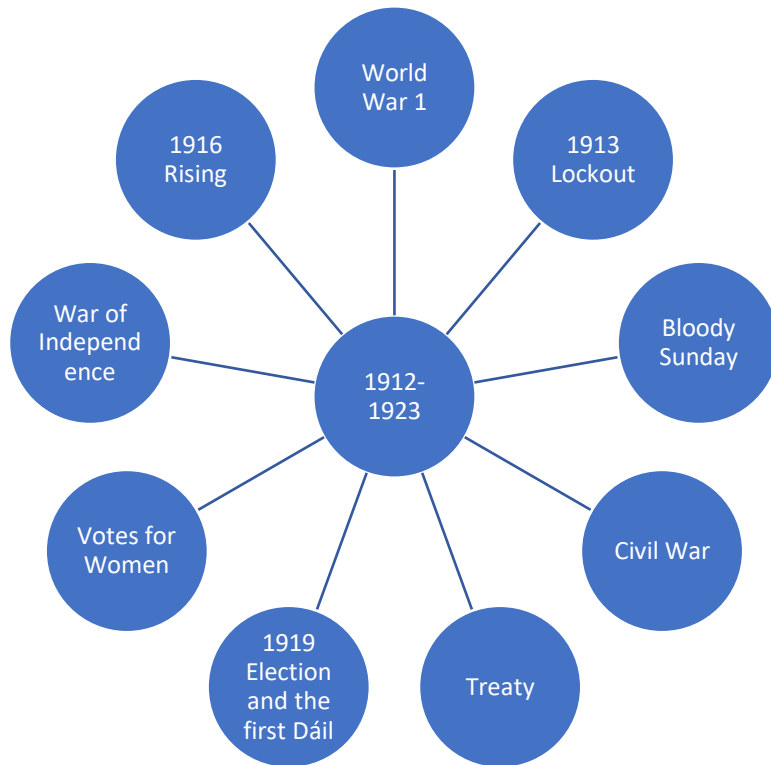 World
War 1
1913
Lockout
Bloody
Sunday
Civil War
Treaty
1919
Election
and the
first Dáil
Votes for
Women
War of
Independ
ence
1916
Rising
1912-
1923